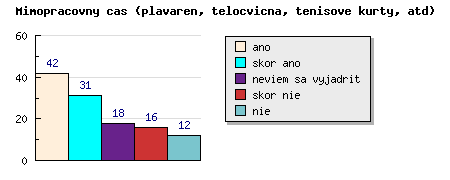 Mimopracovny cas (plavaren, telocvicna, tenisove kurty, atd)
60
40
20
0
42
31
18
16
12
ano
skor ano
neviem sa vyjadrit
skor nie
nie